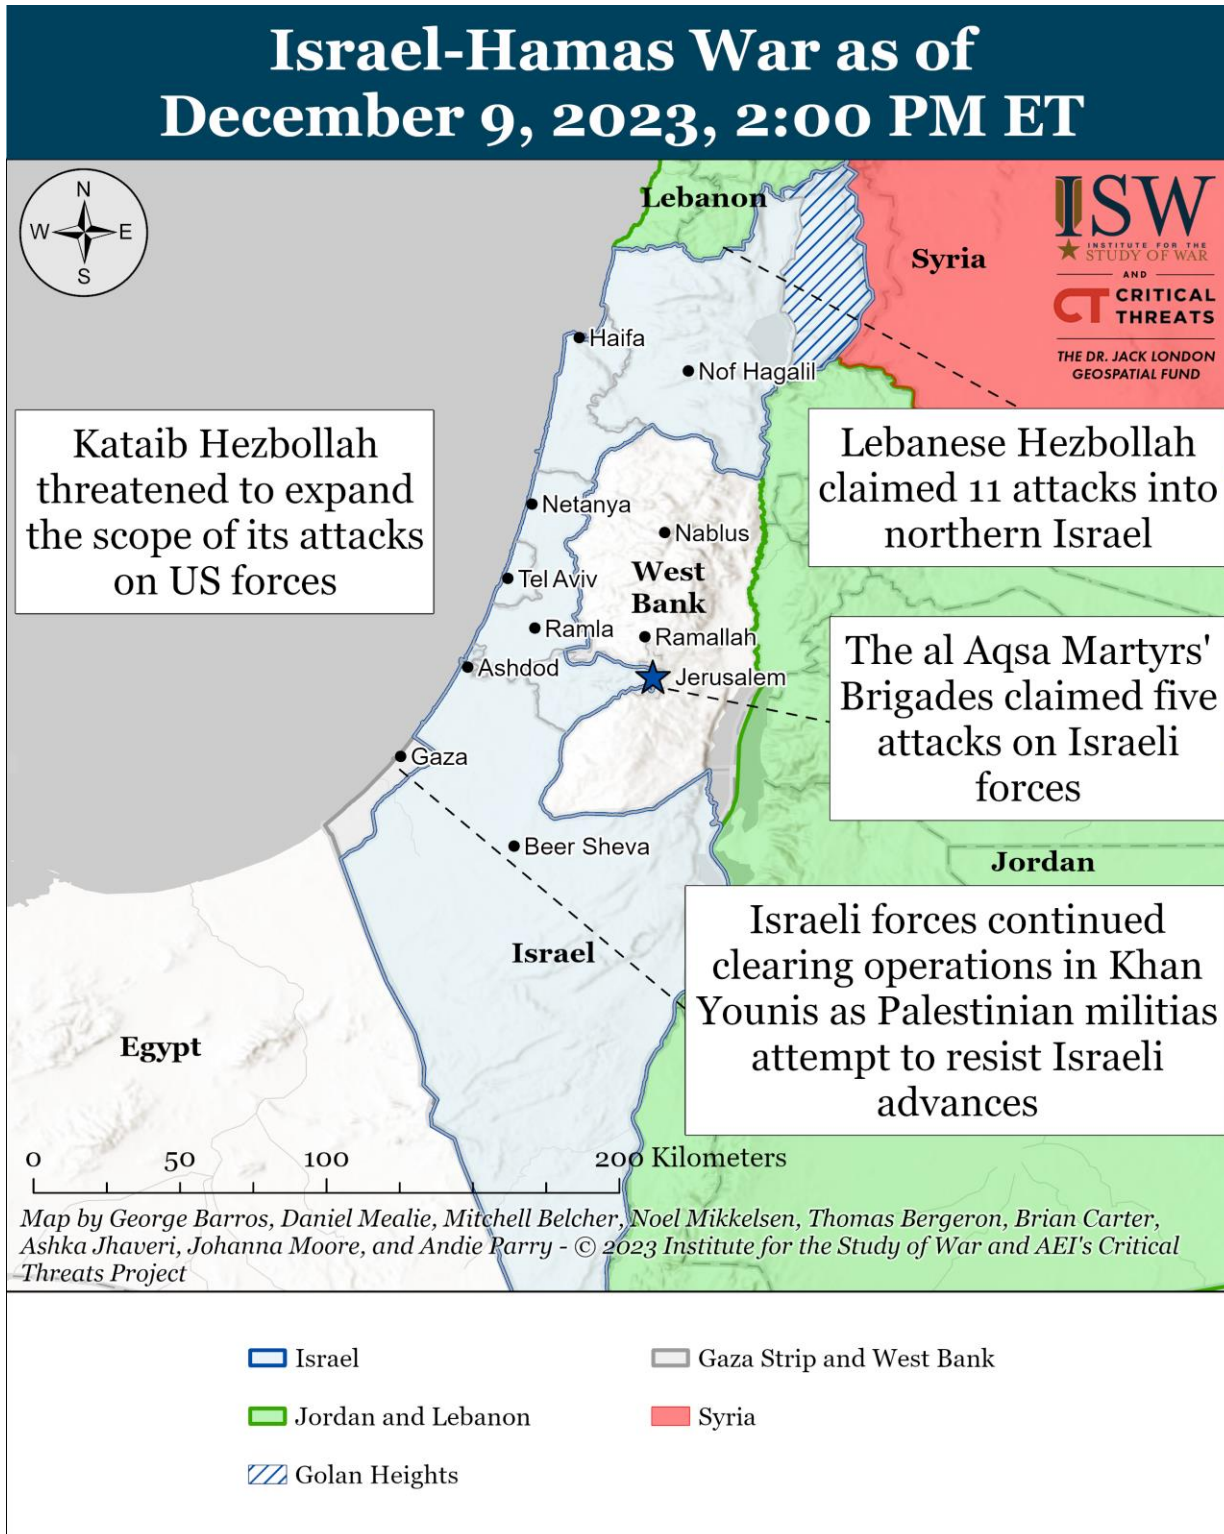 Israel-Hamas War as of
December 9, 2023, 2:00 PM ET
N
W
E
S
Lebanon
Syria
ISW
INSTITUTE FOR THE
STUDY OF WAR
AND
CT CRITICAL
THREATS
THE DR. JACK LONDON
GEOSPATIAL FUND
Haifa
Nof Hagalil
Kataib Hezbollah
threatened to expand
the scope of its attacks
on US forces
Lebanese Hezbollah
claimed 11 attacks into
northern Israel
Netanya
Nablus
West
Bank
Tel Aviv
Ramla
Ramallah
Ashdod
Jerusalem
The al Aqsa Martyrs'
Brigades claimed five
attacks on Israeli
forces
Gaza
Beer Sheva
Jordan
Israel
Israeli forces continued
clearing operations in Khan
Younis as Palestinian militias
attempt to resist Israeli
advances
Egypt
0 50 100 200 Kilometers
Map by George Barros, Daniel Mealie, Mitchell Belcher, Noel Mikkelsen, Thomas Bergeron, Brian Carter,
Ashka Jhaveri, Johanna Moore, and Andie Parry - © 2023 Institute for the Study of War and AEI's Critical
Threats Project
Israel
Gaza Strip and West Bank
Jordan and Lebanon
Syria
Golan Heights